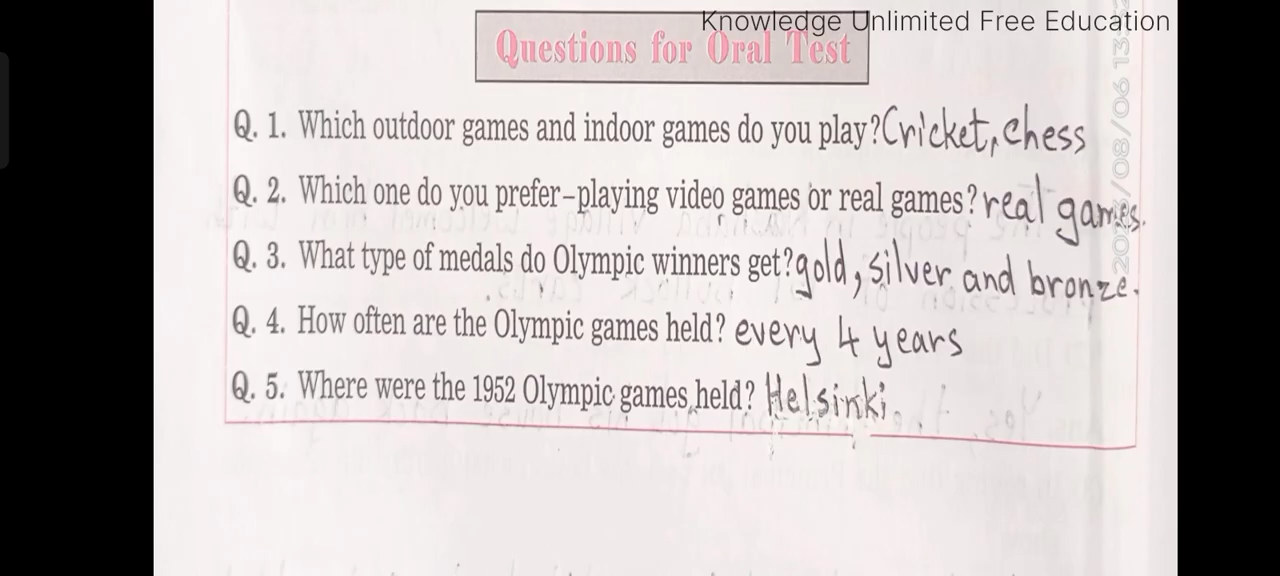 Knowledge Unlimited Free Education
Questions for Oral Test
Q. 1. Which outdoor games and indoor games do you play? Cricket, chess
Q. 2. Which one do you prefer-playing video games or real games? real games.
Q. 3. What type of medals do Olympic winners get? gold, silver and bronze.
Q. 4. How often are the Olympic games held? every 4 years
Q. 5. Where were the 1952 Olympic games held? Helsinki.